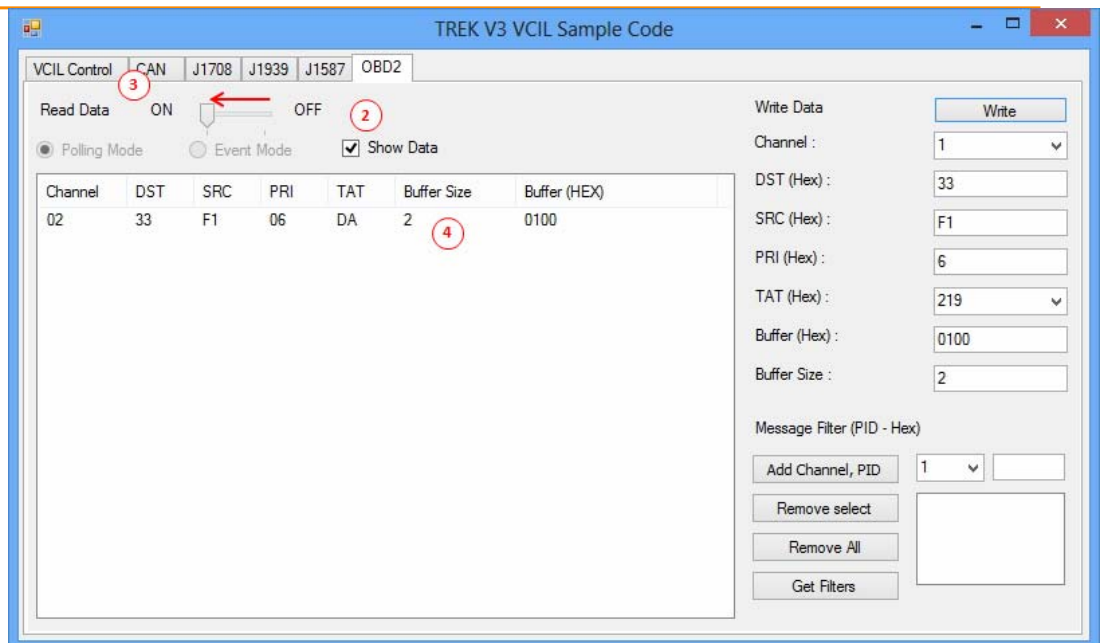 TREK V3 VCIL Sample Code
VCIL Control CAN J1708 J1939 J1587 OBD2
3
Read Data ON OFF
2
Polling Mode Event Mode Show Data
Channel DST SRC PRI TAT Buffer Size Buffer (HEX)
02 33 F1 06 DA 2 0100
4
Write Data Write
Channel : 1
DST (Hex) : 33
SRC (Hex) : F1
PRI (Hex) : 6
TAT (Hex) : 219
Buffer (Hex) : 0100
Buffer Size : 2
Message Filter (PID - Hex)
Add Channel, PID 1
Remove select
Remove All
Get Filters